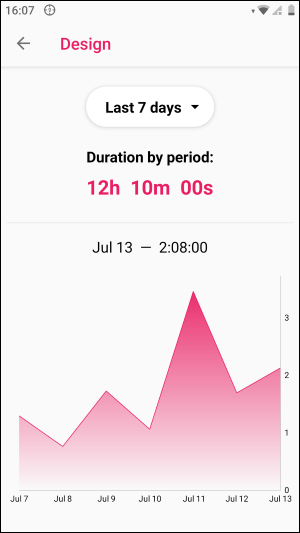 16:07
Design
Last 7 days
Duration by period:
12h 10m 00s
Jul 13 — 2:08:00
3
2
1
0
Jul 7 Jul 8 Jul 9 Jul 10 Jul 11 Jul 12 Jul 13